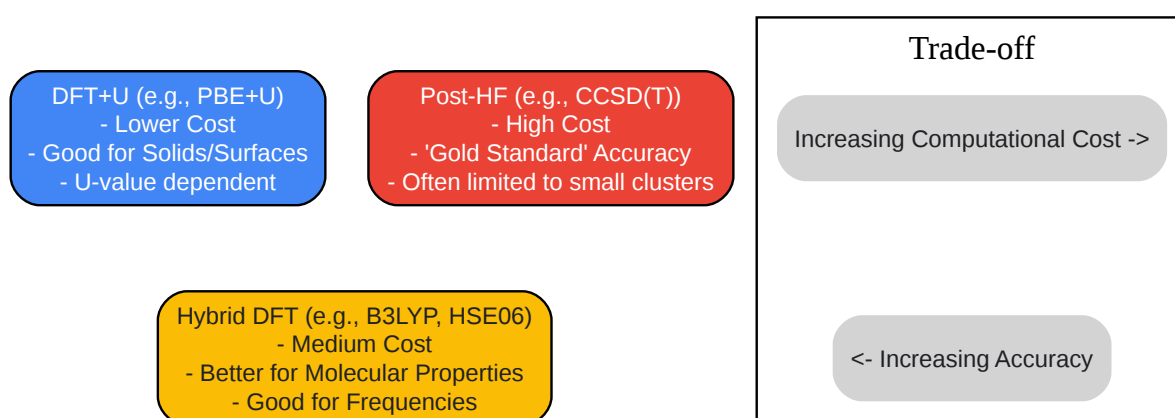 DFT+U (e.g., PBE+U)
- Lower Cost
- Good for Solids/Surfaces
- U-value dependent
Post-HF (e.g., CCSD(T))
- High Cost
- 'Gold Standard' Accuracy
- Often limited to small clusters
Trade-off
Increasing Computational Cost ->
Hybrid DFT (e.g., B3LYP, HSE06)
- Medium Cost
- Better for Molecular Properties
- Good for Frequencies
<- Increasing Accuracy